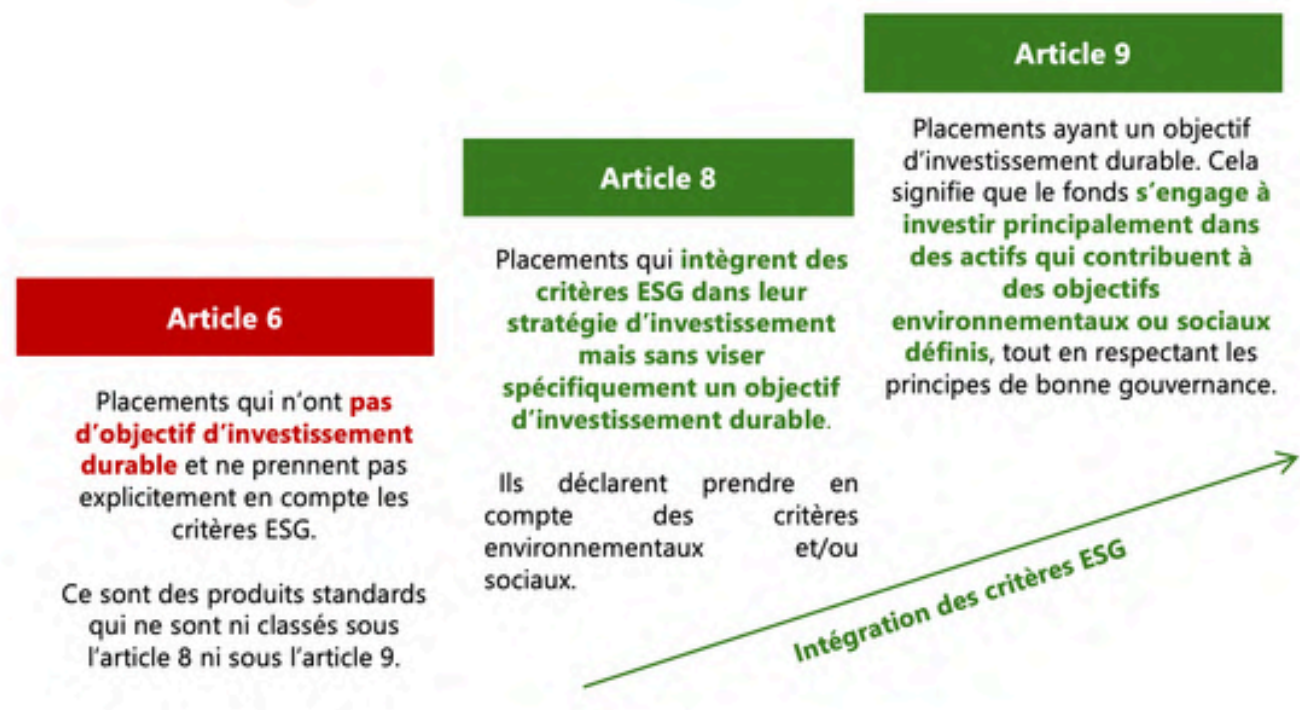 Article 6
Placements qui n’ont pas
d’objectif d’investissement
durable et ne prennent pas
explicitement en compte les
critères ESG.
Ce sont des produits standards
qui ne sont ni classés sous
l’article 8 ni sous l’article 9.
Article 8
Placements qui intègrent des
critères ESG dans leur
stratégie d’investissement
mais sans viser
spécifiquement un objectif
d’investissement durable.
Ils déclarent prendre en
compte des critères
environnementaux et/ou
sociaux.
Article 9
Placements ayant un objectif
d’investissement durable. Cela
signifie que le fonds s’engage à
investir principalement dans
des actifs qui contribuent à
des objectifs
environnementaux ou sociaux
définis, tout en respectant les
principes de bonne gouvernance.
Intégration des critères ESG